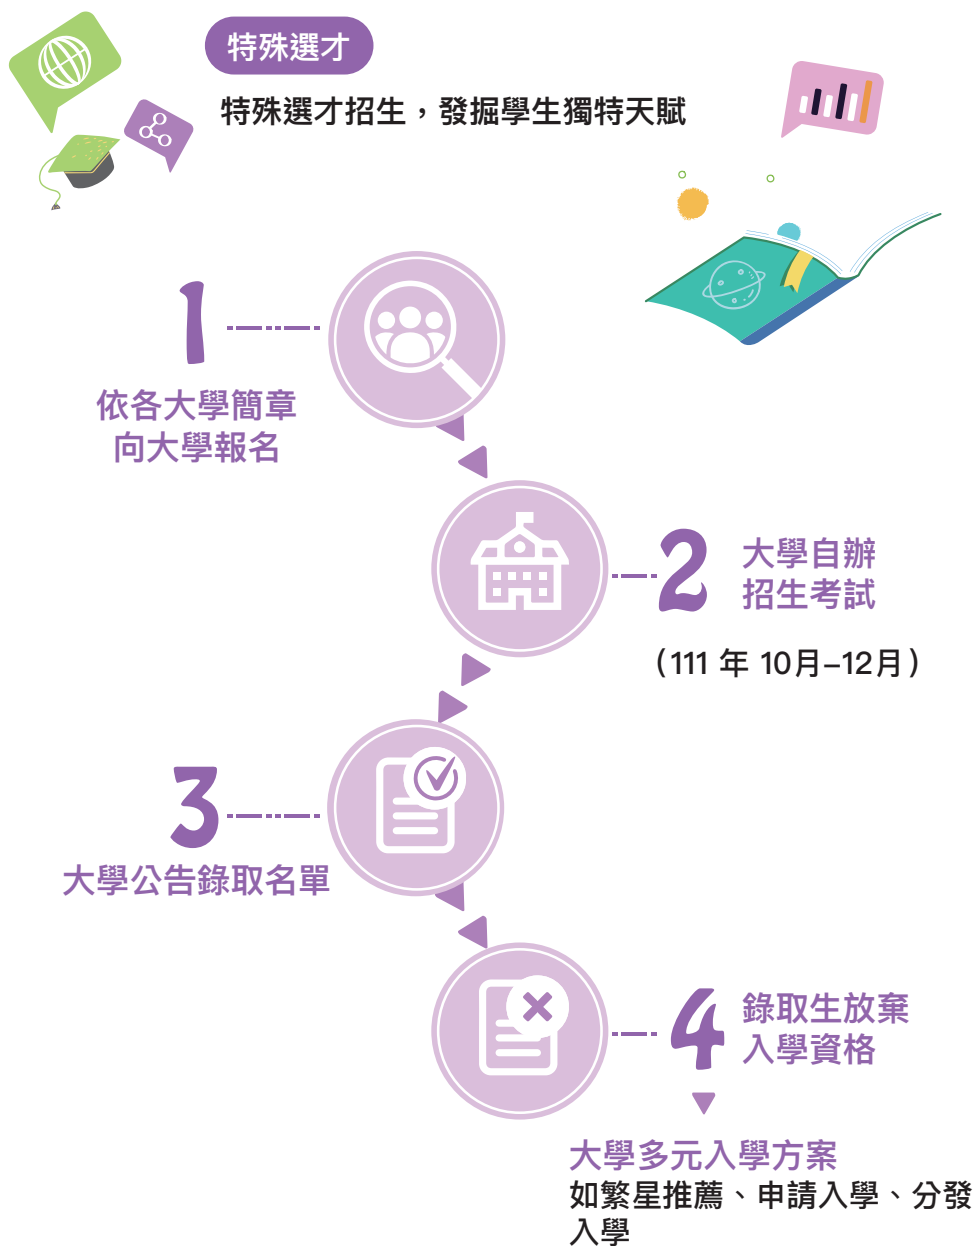 特殊選才
特殊選才招生，發掘學生獨特天賦
1
依各大學簡章
向大學報名
2
大學自辦
招生考試
（111 年 10月–12月）
3
大學公告錄取名單
4
錄取生放棄
入學資格
大學多元入學方案
如繁星推薦、申請入學、分發
入學